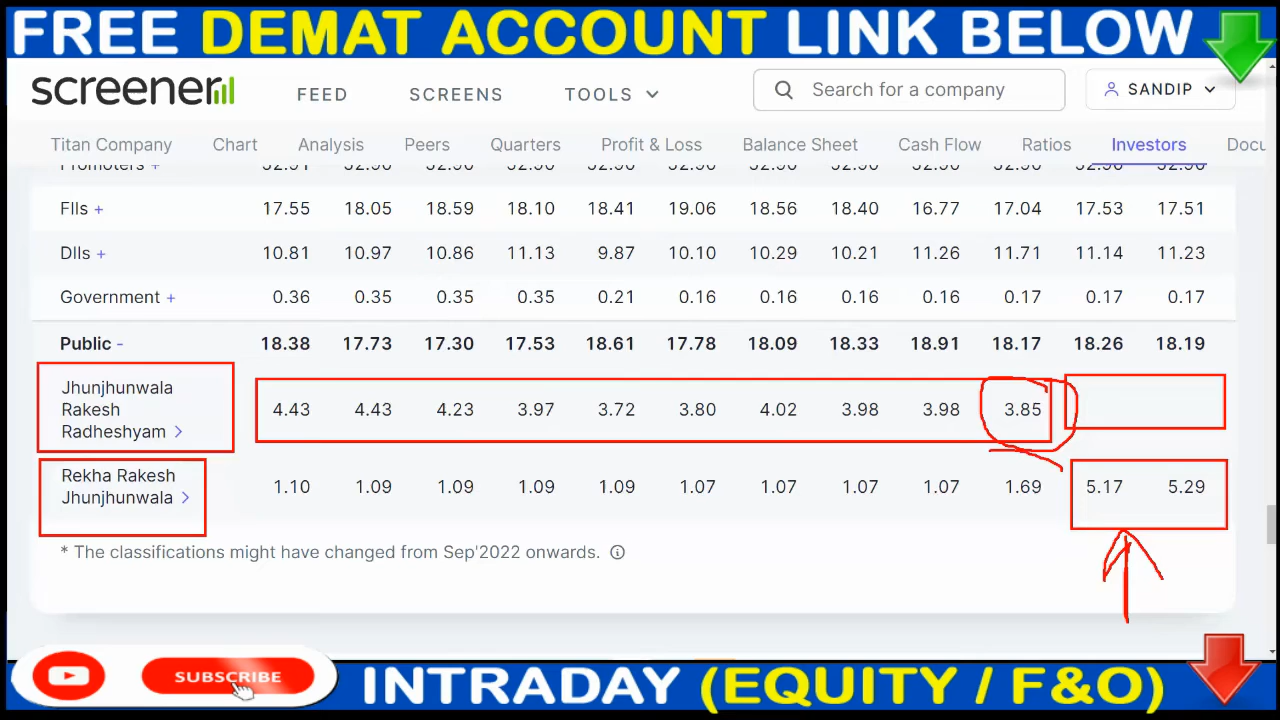 FREE DEMAT ACCOUNT LINK BELOW
screener
FEED SCREENS TOOLS
Search for a company
SANDIP
Titan Company Chart Analysis Peers Quarters Profit & Loss Balance Sheet Cash Flow Ratios Investors Docu
Promoters +
FIIs + 17.55 18.05 18.59 18.10 18.41 19.06 18.56 18.40 16.77 17.04 17.53 17.51
DIIs + 10.81 10.97 10.86 11.13 9.87 10.10 10.29 10.21 11.26 11.71 11.14 11.23
Government + 0.36 0.35 0.35 0.35 0.21 0.16 0.16 0.16 0.16 0.17 0.17 0.17
Public - 18.38 17.73 17.30 17.53 18.61 17.78 18.09 18.33 18.91 18.17 18.26 18.19
Jhunjhunwala
Rakesh 4.43 4.43 4.23 3.97 3.72 3.80 4.02 3.98 3.98 3.85
Radheshyam >
Rekha Rakesh
Jhunjhunwala > 1.10 1.09 1.09 1.09 1.09 1.07 1.07 1.07 1.07 1.69 5.17 5.29
* The classifications might have changed from Sep'2022 onwards.
SUBSCRIBE
INTRADAY (EQUITY / F&O)